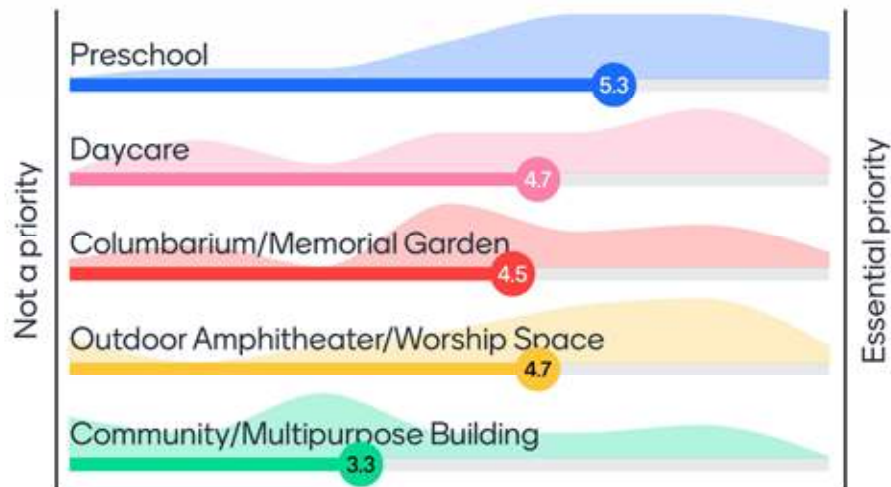 Not a priority
Preschool
5.3
Daycare
4.7
Columbarium/Memorial Garden
4.5
Outdoor Amphitheater/Worship Space
4.7
Community/Multipurpose Building
3.3
Essential priority